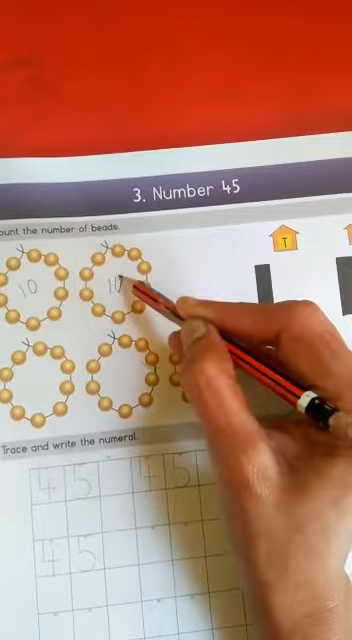 3. Number 45
ount the number of beads.
10 10
T
Trace and write the numeral.
45 45
45